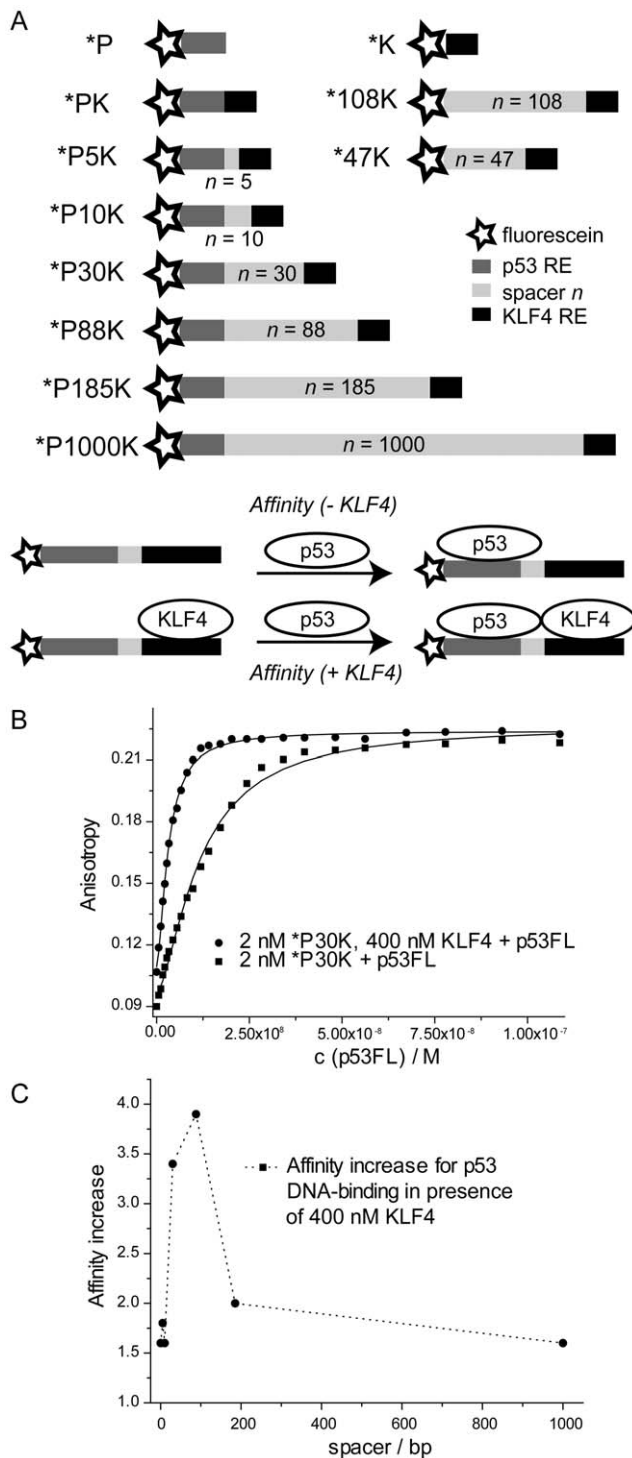 A
*P
*K
*PK
*108K
n = 108
*P5K
n = 5
*47K
n = 47
*P10K
n = 10
fluorescein
p53 RE
spacer n
KLF4 RE
*P30K
n = 30
*P88K
n = 88
*P185K
n = 185
*P1000K
n = 1000
Affinity (- KLF4)
p53
p53
KLF4
p53
p53
KLF4
Affinity (+ KLF4)
B
0.21
0.18
0.15
0.12
0.09
Anisotropy
2 nM *P30K, 400 nM KLF4 + p53FL
2 nM *P30K + p53FL
0.00
2.50x10⁸
5.00x10⁻⁸
7.50x10⁻⁸
1.00x10⁻⁷
c (p53FL) / M
C
4.0
3.5
3.0
2.5
2.0
1.5
1.0
Affinity increase
Affinity increase for p53
DNA-binding in presence
of 400 nM KLF4
0
200
400
600
800
1000
spacer / bp